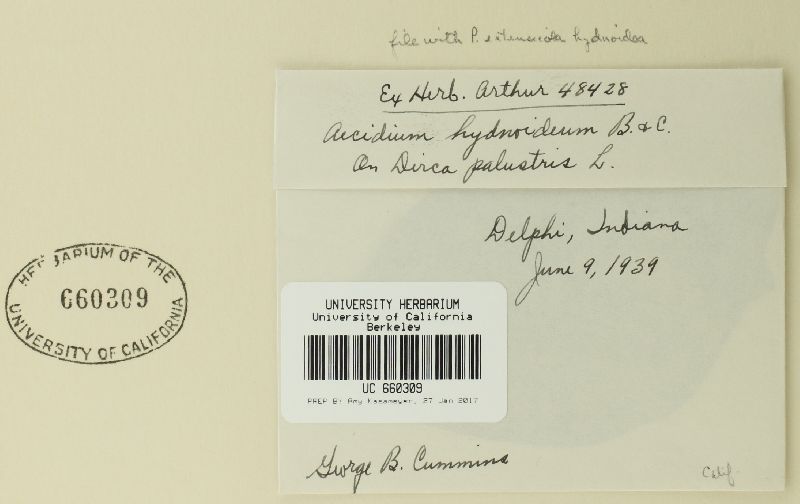 file with P. extensicola hydnoidea
Ex Herb. Arthur 48428
Aecidium hydnoideum B. & C.
On Dirca palustris L.
Delphi, Indiana
June 9, 1939
HERBARIUM OF THE
660309
UNIVERSITY OF CALIFORNIA
UNIVERSITY HERBARIUM
University of California
Berkeley
UC 660309
PREP BY Amy Kasameyer, 27 Jan 2017
George B. Cummins
Calif.